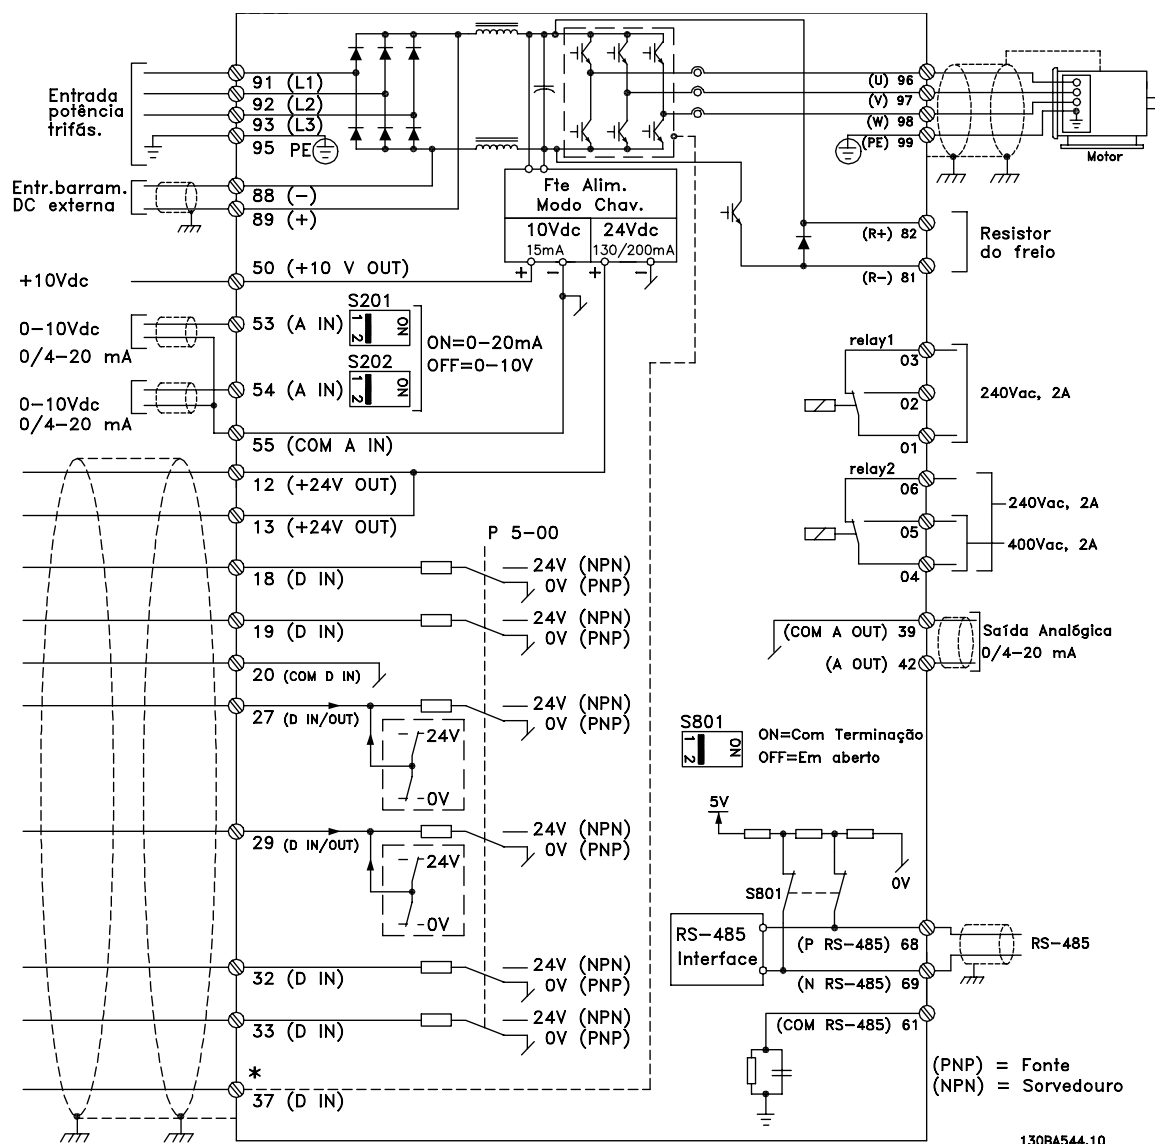 Entrada
potência
trifás.
91 (L1)
92 (L2)
93 (L3)
95 PE
Entr.barram.
DC externa
88 (−)
89 (+)
+10Vdc
50 (+10 V OUT)
0−10Vdc
0/4−20 mA
53 (A IN)
S201
1 2 ON
ON=0−20mA
OFF=0−10V
S202
1 2 ON
0−10Vdc
0/4−20 mA
54 (A IN)
55 (COM A IN)
12 (+24V OUT)
13 (+24V OUT)
P 5−00
18 (D IN)
24V (NPN)
0V (PNP)
19 (D IN)
24V (NPN)
0V (PNP)
20 (COM D IN)
27 (D IN/OUT)
24V (NPN)
0V (PNP)
24V
0V
29 (D IN/OUT)
24V (NPN)
0V (PNP)
24V
0V
32 (D IN)
24V (NPN)
0V (PNP)
33 (D IN)
24V (NPN)
0V (PNP)
*
37 (D IN)
Fte Alim.
Modo Chav.
10Vdc
15mA
24Vdc
130/200mA
+ − + −
(U) 96
(V) 97
(W) 98
(PE) 99
Motor
(R+) 82
(R−) 81
Resistor
do freio
relay1
03
02
01
240Vac, 2A
relay2
06
05
04
240Vac, 2A
400Vac, 2A
(COM A OUT) 39
(A OUT) 42
Saída Analógica
0/4−20 mA
S801
1 2 ON
ON=Com Terminação
OFF=Em aberto
5V
S801
0V
RS−485
Interface
(P RS−485) 68
(N RS−485) 69
RS−485
(COM RS−485) 61
(PNP) = Fonte
(NPN) = Sorvedouro
130BA544.10